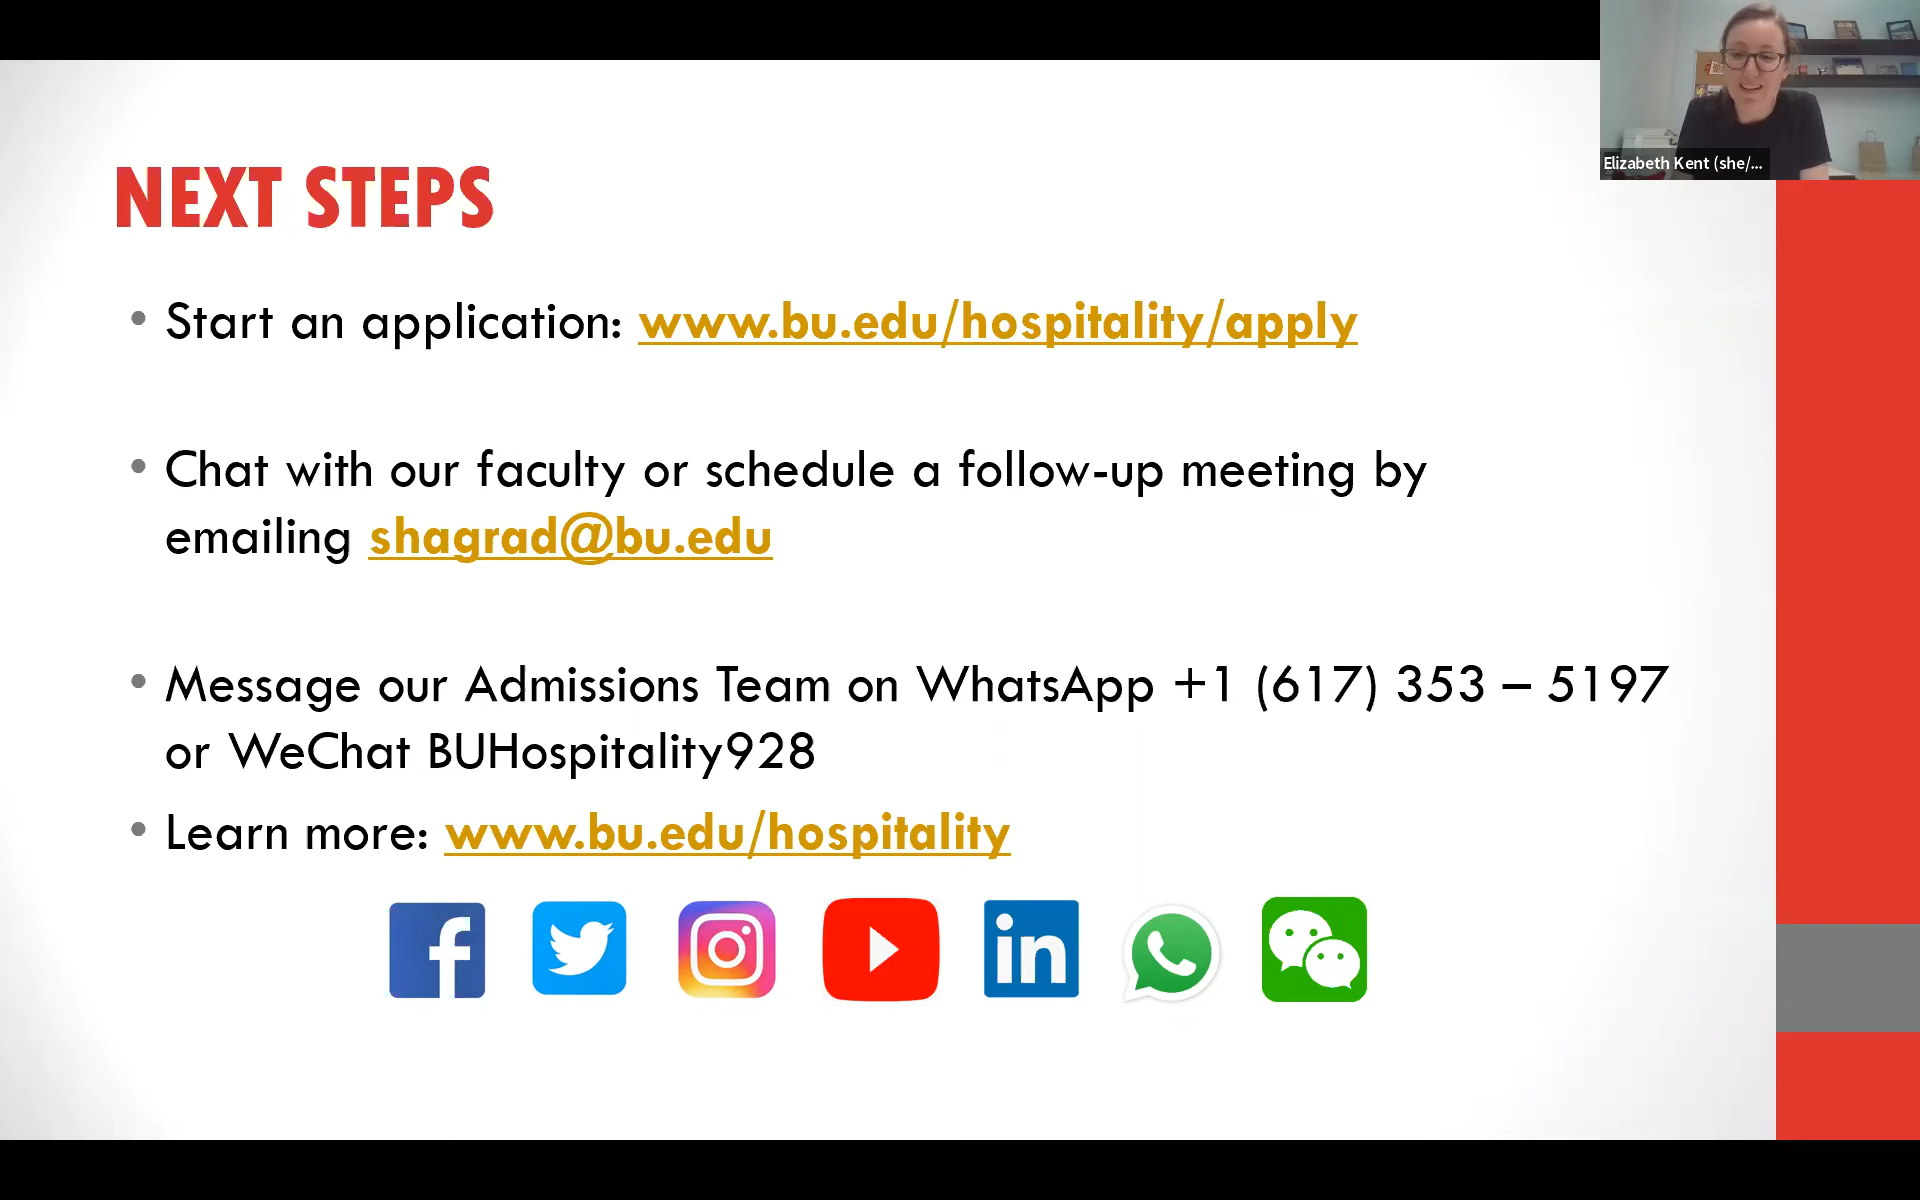 Elizabeth Kent (she/...
NEXT STEPS
• Start an application: www.bu.edu/hospitality/apply
• Chat with our faculty or schedule a follow-up meeting by
emailing shagrad@bu.edu
• Message our Admissions Team on WhatsApp +1 (617) 353 – 5197
or WeChat BUHospitality928
• Learn more: www.bu.edu/hospitality